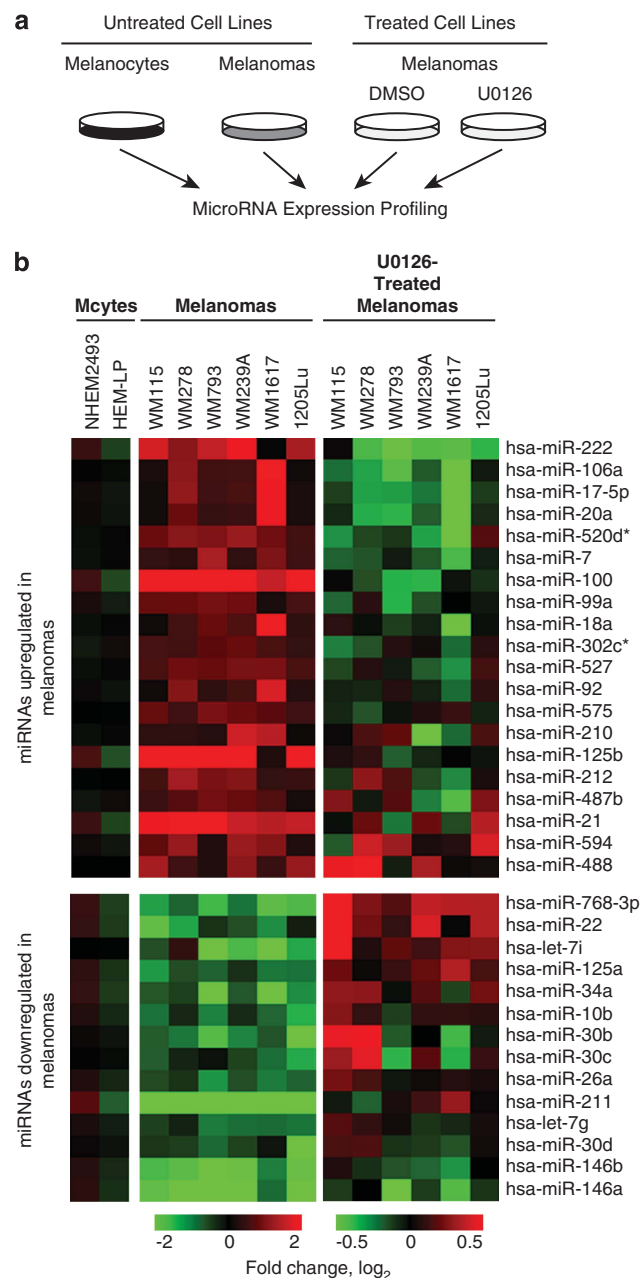 a
Untreated Cell Lines
Treated Cell Lines
Melanocytes
Melanomas
Melanomas
DMSO
U0126
MicroRNA Expression Profiling
b
Mcytes
Melanomas
U0126-
Treated
Melanomas
NHEM2493
HEM-LP
WM115
WM278
WM793
WM239A
WM1617
1205Lu
WM115
WM278
WM793
WM239A
WM1617
1205Lu
miRNAs upregulated in
melanomas
hsa-miR-222
hsa-miR-106a
hsa-miR-17-5p
hsa-miR-20a
hsa-miR-520d*
hsa-miR-7
hsa-miR-100
hsa-miR-99a
hsa-miR-18a
hsa-miR-302c*
hsa-miR-527
hsa-miR-92
hsa-miR-575
hsa-miR-210
hsa-miR-125b
hsa-miR-212
hsa-miR-487b
hsa-miR-21
hsa-miR-594
hsa-miR-488
miRNAs downregulated in
melanomas
hsa-miR-768-3p
hsa-miR-22
hsa-let-7i
hsa-miR-125a
hsa-miR-34a
hsa-miR-10b
hsa-miR-30b
hsa-miR-30c
hsa-miR-26a
hsa-miR-211
hsa-let-7g
hsa-miR-30d
hsa-miR-146b
hsa-miR-146a
-2 0 2
-0.5 0 0.5
Fold change, log2